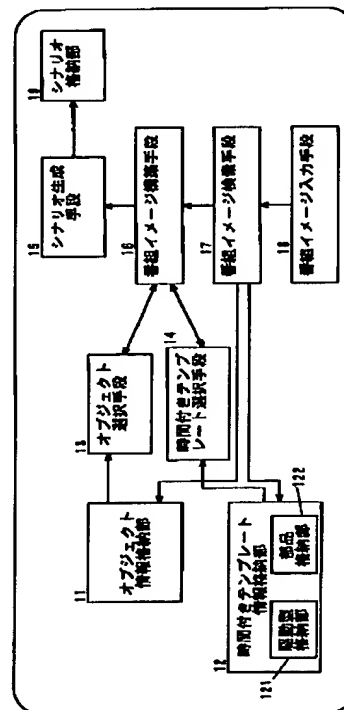 11
オブジェクト
情報格納部
12
時間付きテンプレート
情報格納部
121
駆動型
格納部
122
部品
格納部
13
オブジェクト
選択手段
14
時間付きテンプ
レート選択手段
15
シナリオ生成
手段
19
シナリオ
格納部
16
番組イメージ構築手段
17
番組イメージ検索手段
18
番組イメージ入力手段